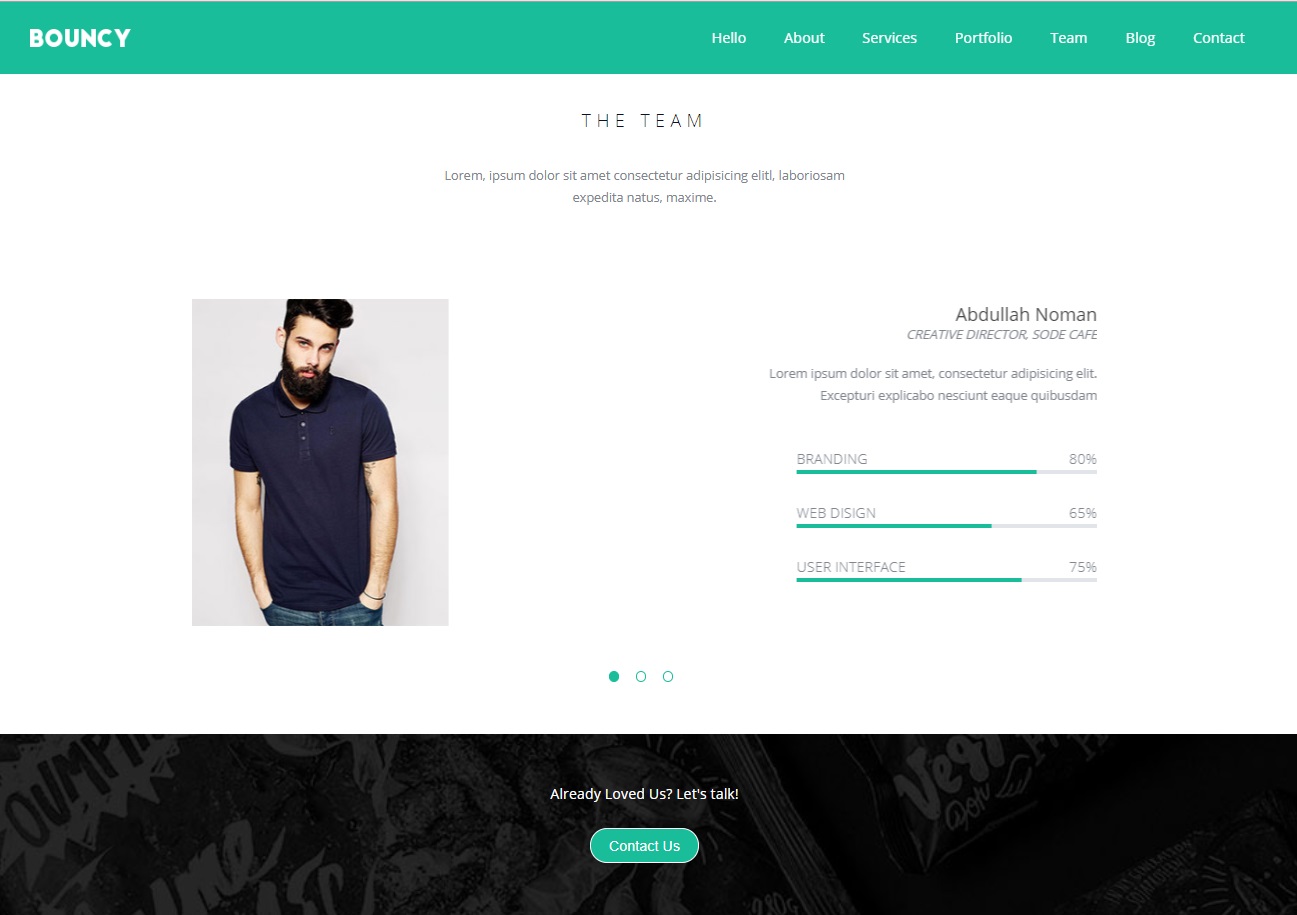 BOUNCY
Hello About Services Portfolio Team Blog Contact
THE TEAM
Lorem, ipsum dolor sit amet consectetur adipisicing elitl, laboriosam
expedita natus, maxime.
Abdullah Noman
CREATIVE DIRECTOR, SODE CAFE
Lorem ipsum dolor sit amet, consectetur adipisicing elit.
Excepturi explicabo nesciunt eaque quibusdam
BRANDING 80%
WEB DISIGN 65%
USER INTERFACE 75%
Already Loved Us? Let's talk!
Contact Us